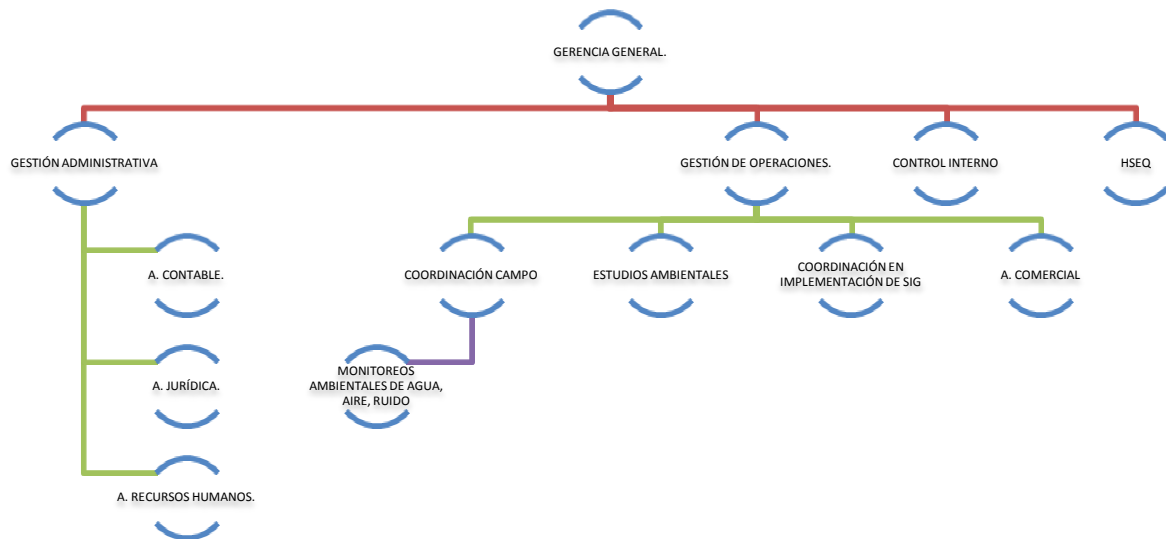 GERENCIA GENERAL.
GESTIÓN ADMINISTRATIVA
GESTIÓN DE OPERACIONES.
CONTROL INTERNO
HSEQ
A. CONTABLE.
COORDINACIÓN CAMPO
ESTUDIOS AMBIENTALES
COORDINACIÓN EN
IMPLEMENTACIÓN DE SIG
A. COMERCIAL
A. JURÍDICA.
MONITOREOS
AMBIENTALES DE AGUA,
AIRE, RUIDO
A. RECURSOS HUMANOS.